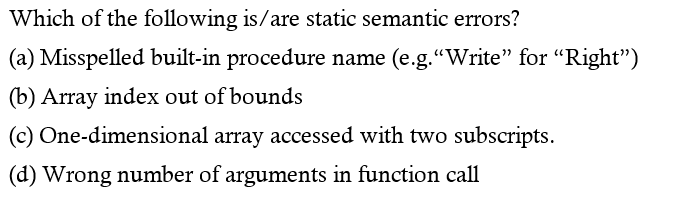 Which of the following is/are static semantic errors?
(a) Misspelled built-in procedure name (e.g.“Write” for “Right”)
(b) Array index out of bounds
(c) One-dimensional array accessed with two subscripts.
(d) Wrong number of arguments in function call